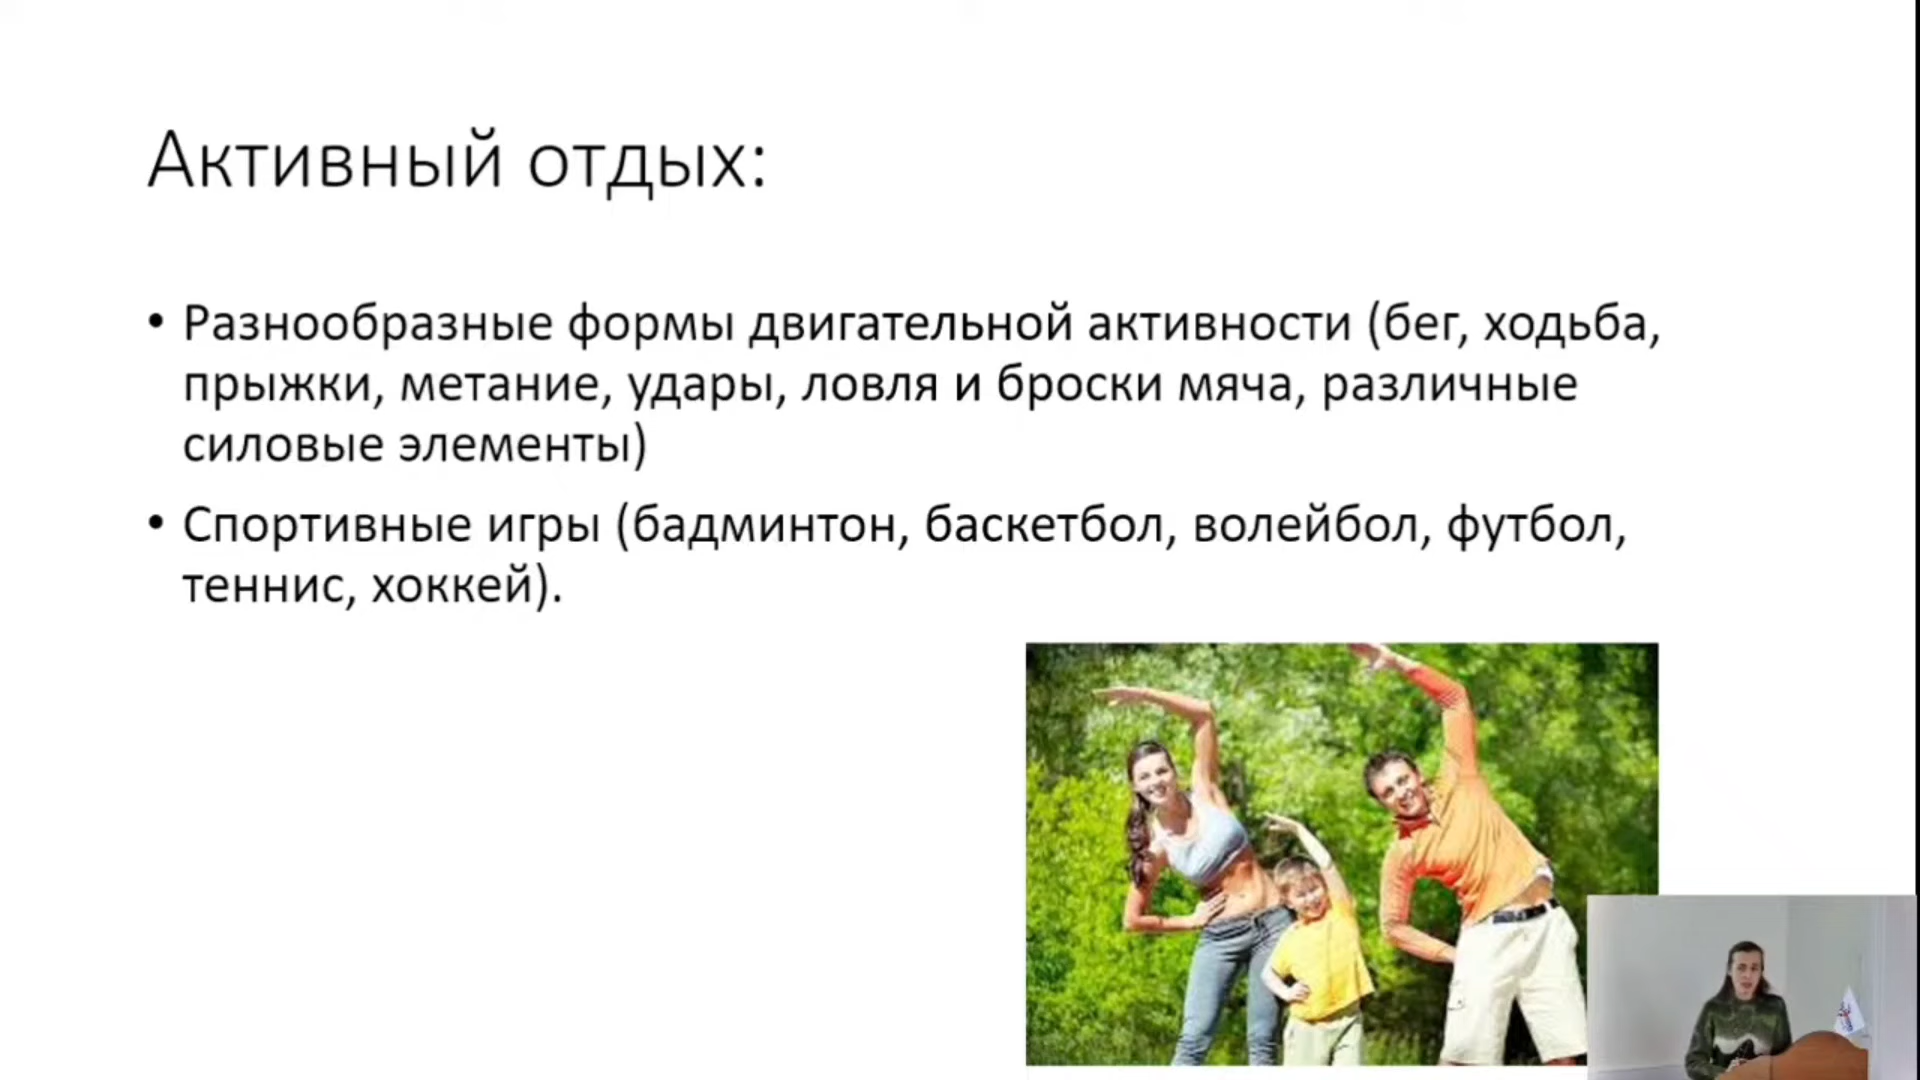 Активный отдых:
• Разнообразные формы двигательной активности (бег, ходьба,
прыжки, метание, удары, ловля и броски мяча, различные
силовые элементы)
• Спортивные игры (бадминтон, баскетбол, волейбол, футбол,
теннис, хоккей).